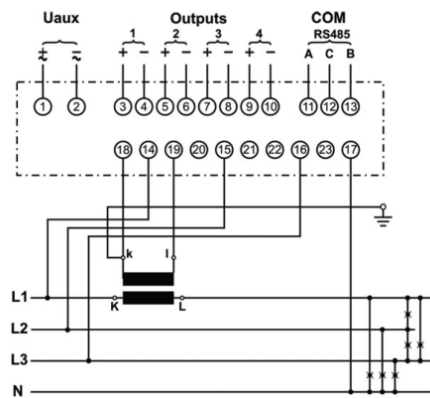 Uaux Outputs COM
1 2 3 4 RS485
+ − + − + − + − + − A C B
1 2 3 4 5 6 7 8 9 10 11 12 13
18 14 19 20 15 21 22 16 23 17
k l
L1 K L
L2
L3
N